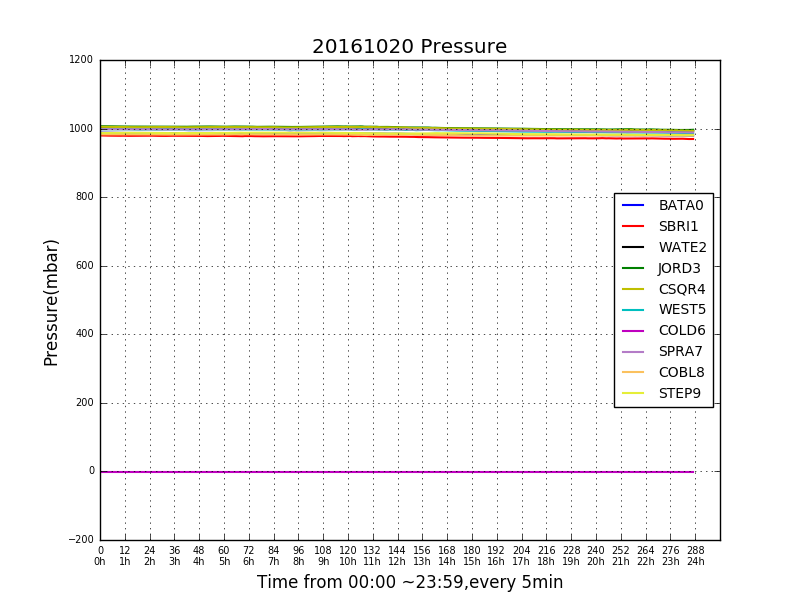 20161020 Pressure
1200
1000
800
600
400
200
0
−200
Pressure(mbar)
BATA0
SBRI1
WATE2
JORD3
CSQR4
WEST5
COLD6
SPRA7
COBL8
STEP9
0 12 24 36 48 60 72 84 96 108 120 132 144 156 168 180 192 204 216 228 240 252 264 276 288
0h 1h 2h 3h 4h 5h 6h 7h 8h 9h 10h 11h 12h 13h 14h 15h 16h 17h 18h 19h 20h 21h 22h 23h 24h
Time from 00:00 ~23:59,every 5min